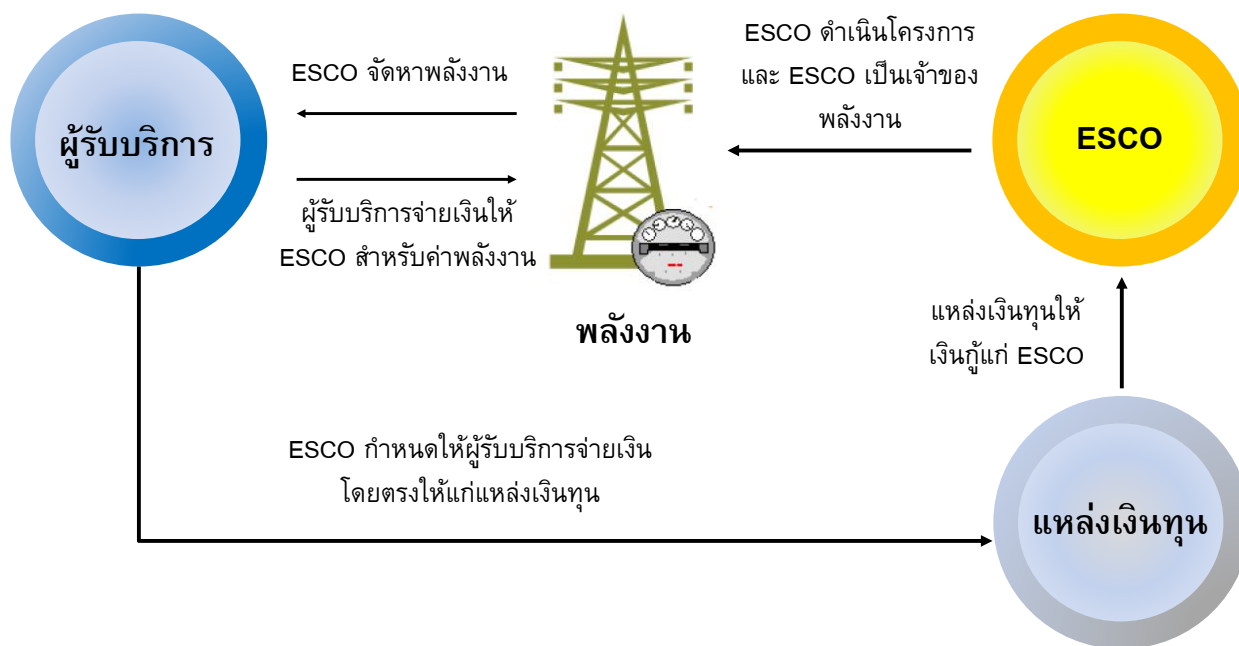 ผู้รับบริการ
ESCO จัดหาพลังงาน
ผู้รับบริการจ่ายเงินให้
ESCO สำหรับค่าพลังงาน
พลังงาน
ESCO ดำเนินโครงการ
และ ESCO เป็นเจ้าของ
พลังงาน
ESCO
แหล่งเงินทุนให้
เงินกู้แก่ ESCO
ESCO กำหนดให้ผู้รับบริการจ่ายเงิน
โดยตรงให้แก่แหล่งเงินทุน
แหล่งเงินทุน